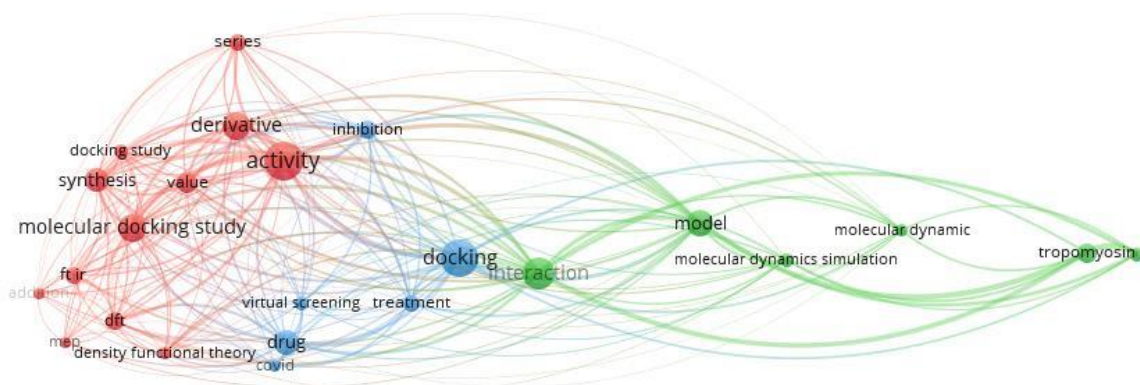 series
derivative
inhibition
docking study
activity
synthesis
value
molecular docking study
model
molecular dynamic
docking
tropomyosin
molecular dynamics simulation
interaction
ft ir
addition
virtual screening
treatment
dft
mep
drug
density functional theory
covid